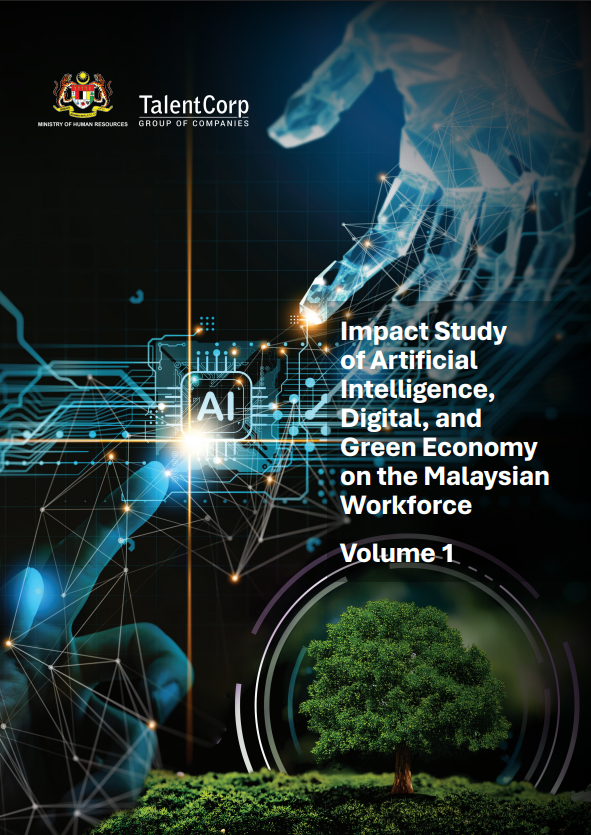 MINISTRY OF HUMAN RESOURCES
TalentCorp
GROUP OF COMPANIES
Impact Study
of Artificial
Intelligence,
Digital, and
Green Economy
on the Malaysian
Workforce
Volume 1
AI